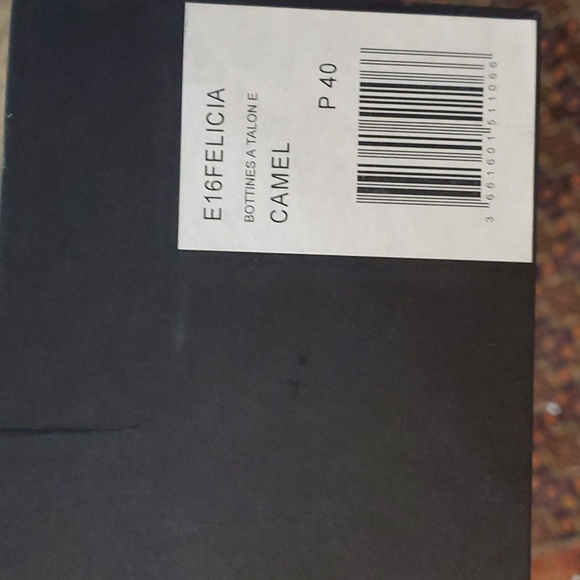 E16FELICIA
BOTTINES A TALON E
CAMEL
P 40
3 661601 511066